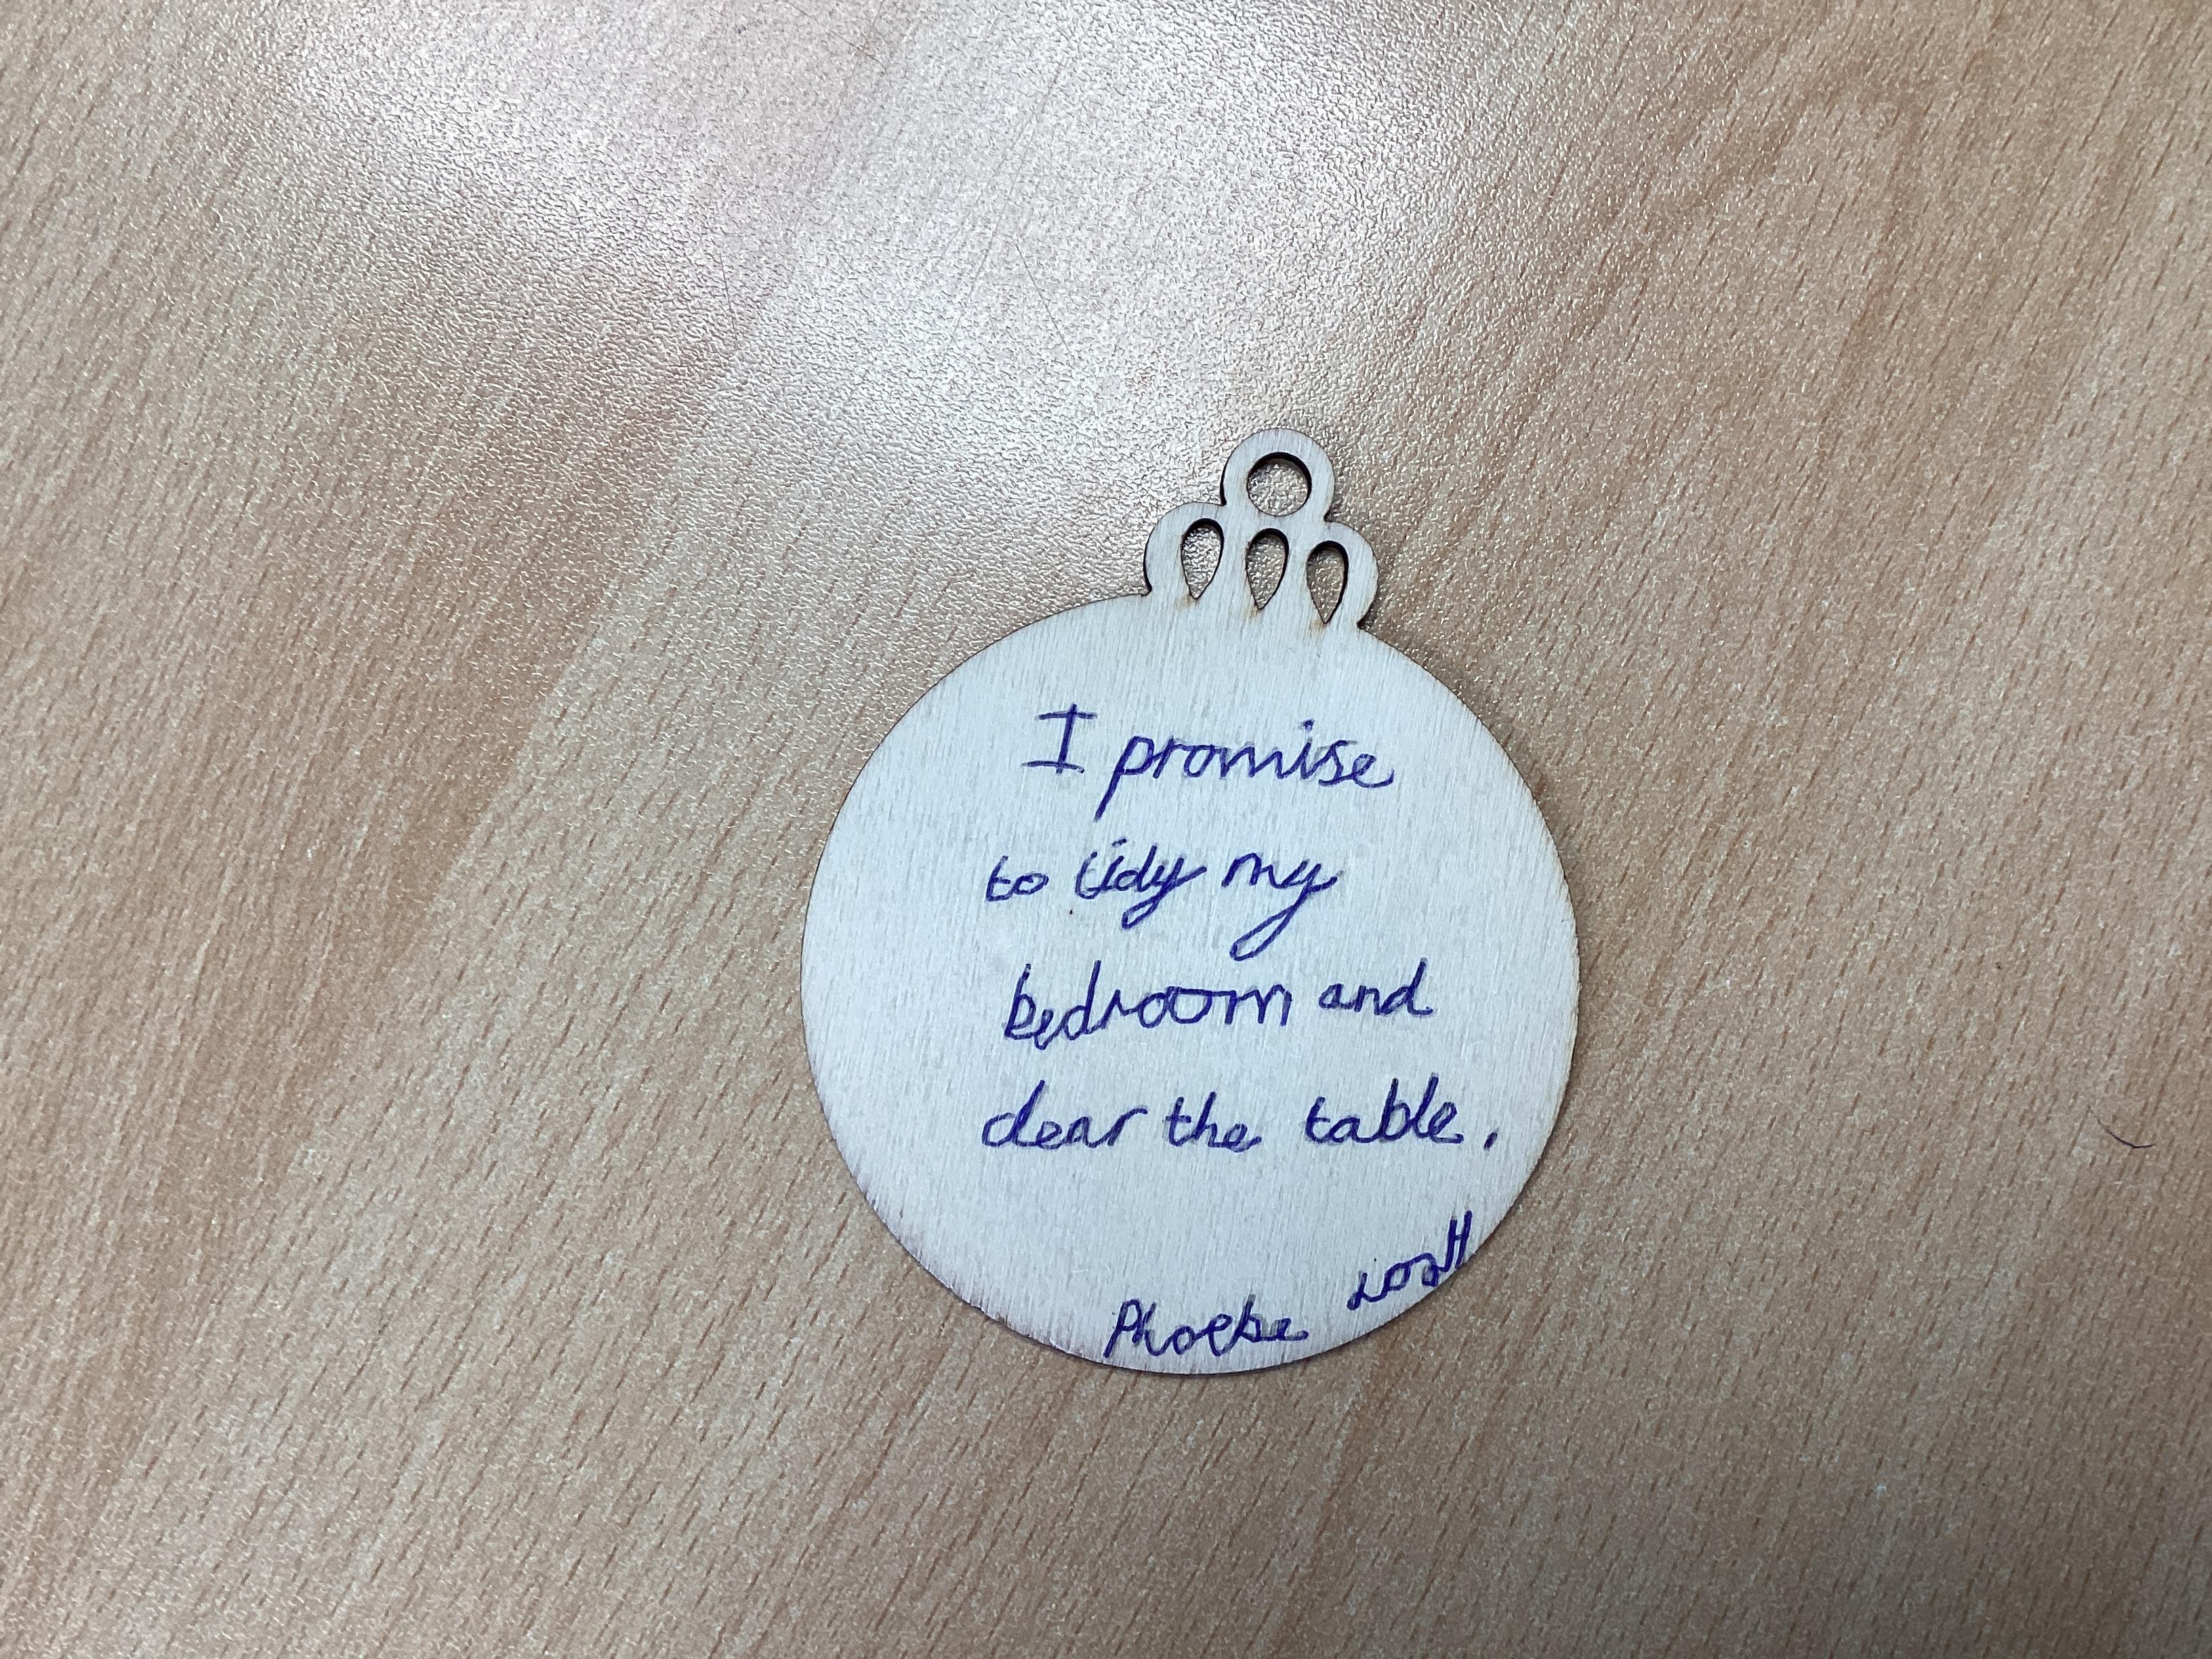 I promise
to tidy my
bedroom and
clear the table.
Phoebe